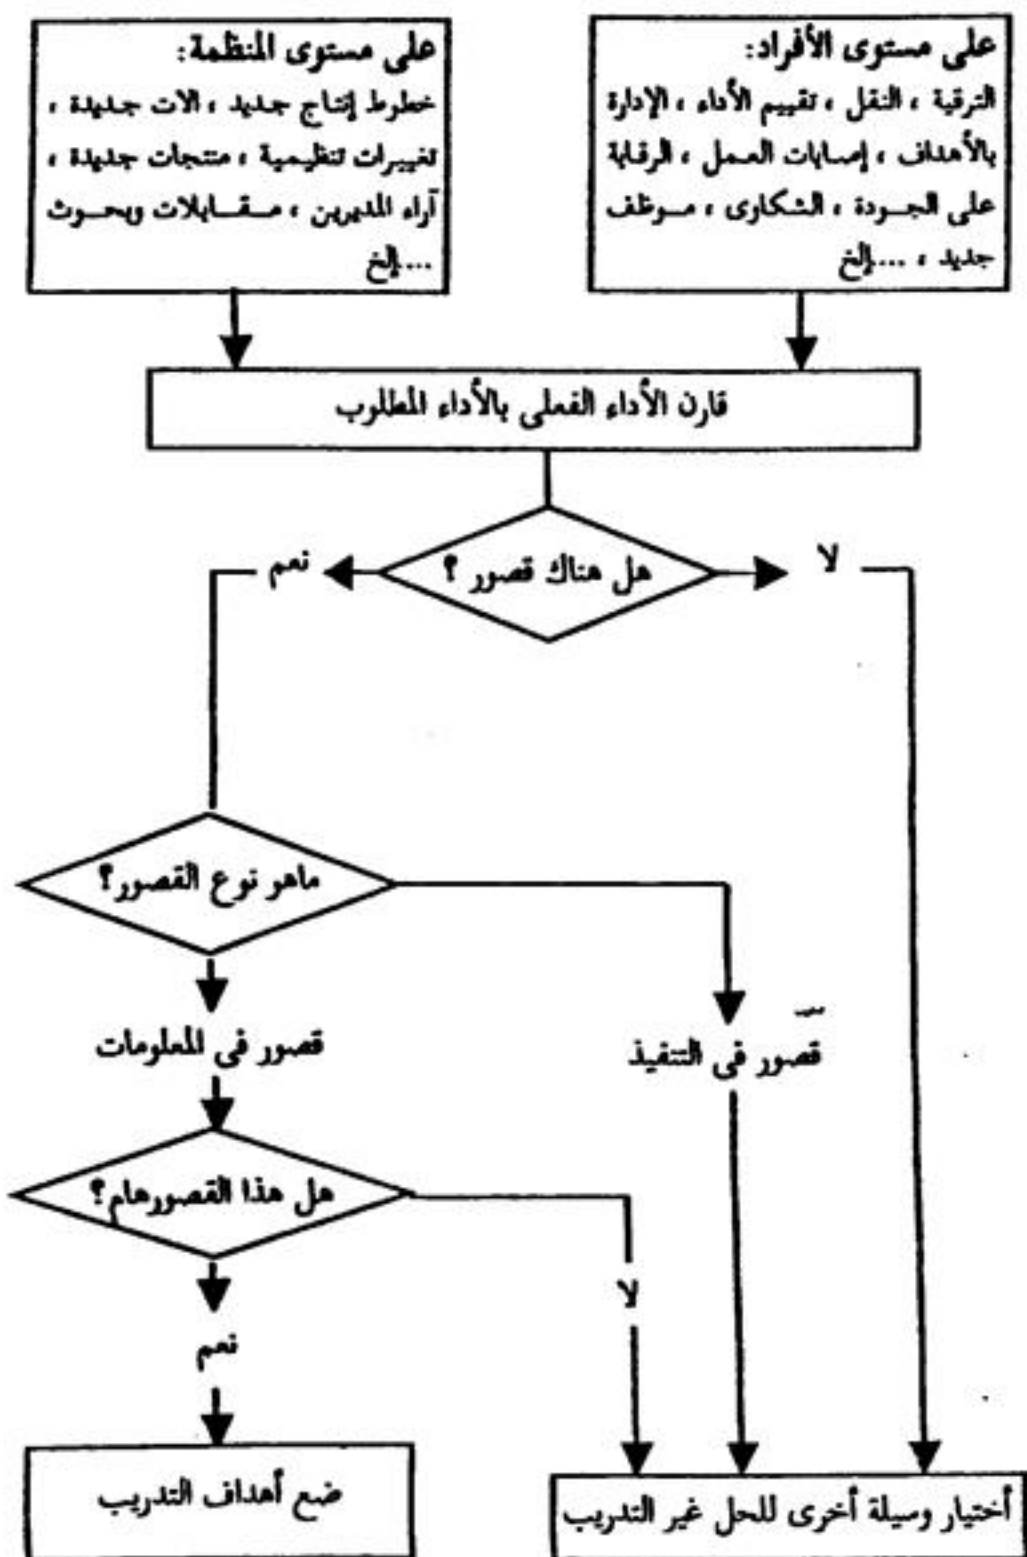 على مستوى الأفراد:
الترقية ، النقل ، تقييم الأداء ، الإدارة
بالأهداف ، إصابات العمل ، الرقابة
على الجودة ، الشكاوى ، موظف
جديد ، ....إلخ
على مستوى المنظمة:
خطوط إنتاج جديد ، الات جديدة ،
تغييرات تنظيمية ، منتجات جديدة ،
آراء المديرين ، مقابلات وبحوث
....إلخ
قارن الأداء الفعلى بالأداء المطلوب
هل هناك قصور ؟
لا
نعم
ماهو نوع القصور؟
قصور فى التنفيذ
قصور فى المعلومات
هل هذا القصورهام؟
لا
نعم
أختيار وسيلة أخرى للحل غير التدريب
ضع أهداف التدريب